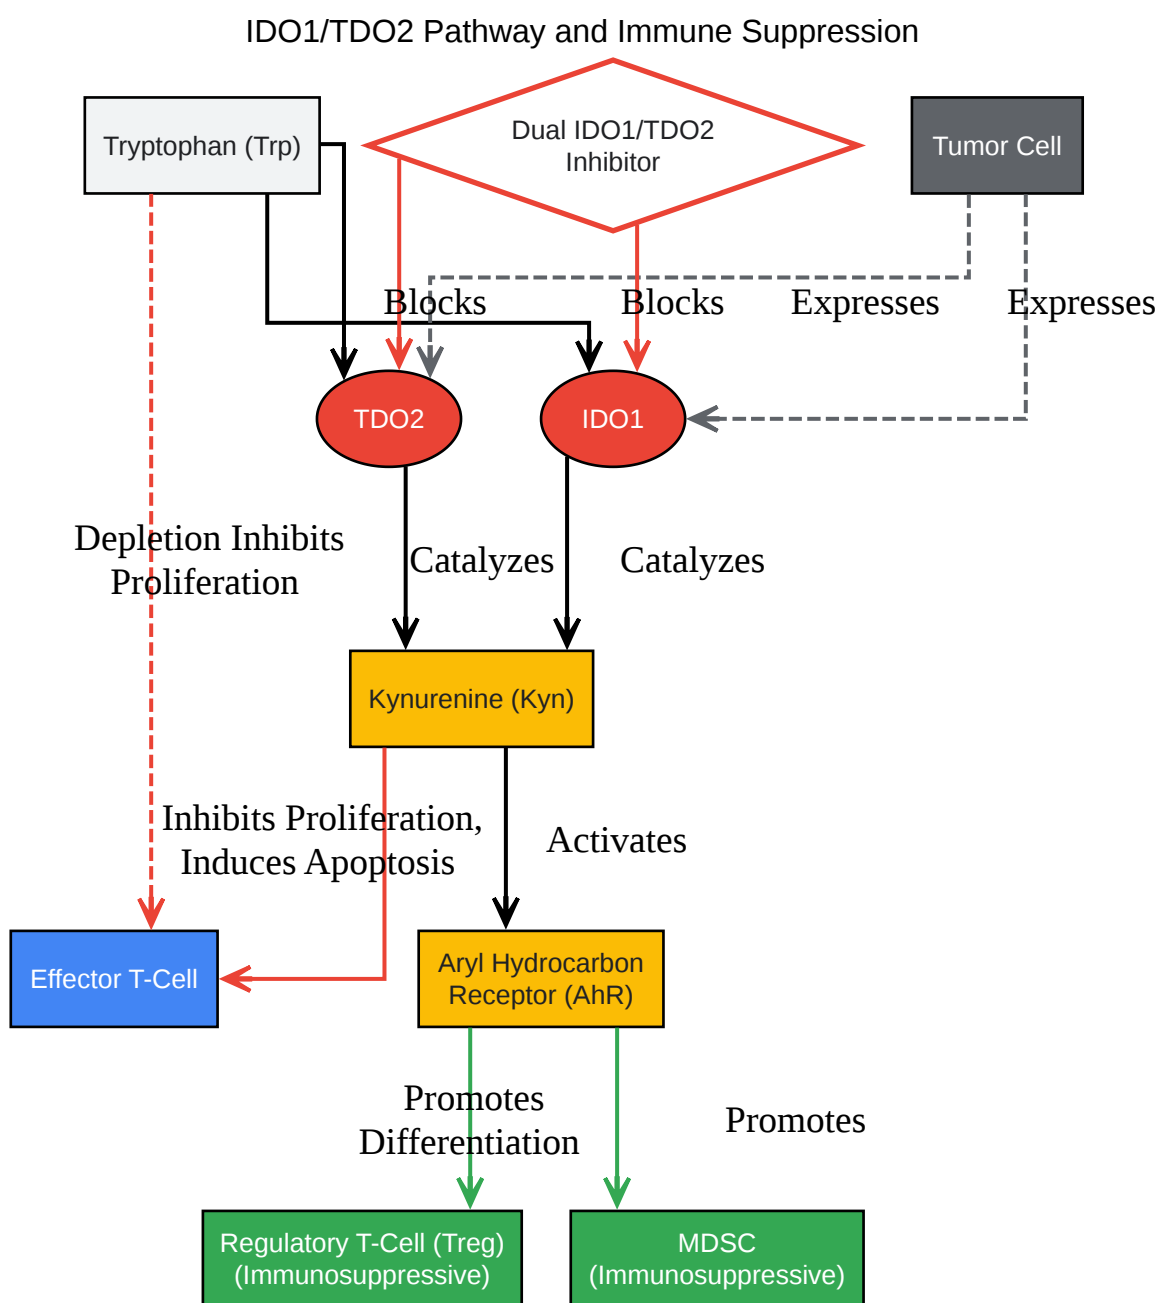 IDO1/TDO2 Pathway and Immune Suppression
Tryptophan (Trp)
Dual IDO1/TDO2
Inhibitor
Tumor Cell
Blocks
Blocks
Expresses
Expresses
TDO2
IDO1
Depletion Inhibits
Proliferation
Catalyzes
Catalyzes
Kynurenine (Kyn)
Inhibits Proliferation,
Induces Apoptosis
Activates
Effector T-Cell
Aryl Hydrocarbon
Receptor (AhR)
Promotes
Differentiation
Promotes
Regulatory T-Cell (Treg)
(Immunosuppressive)
MDSC
(Immunosuppressive)